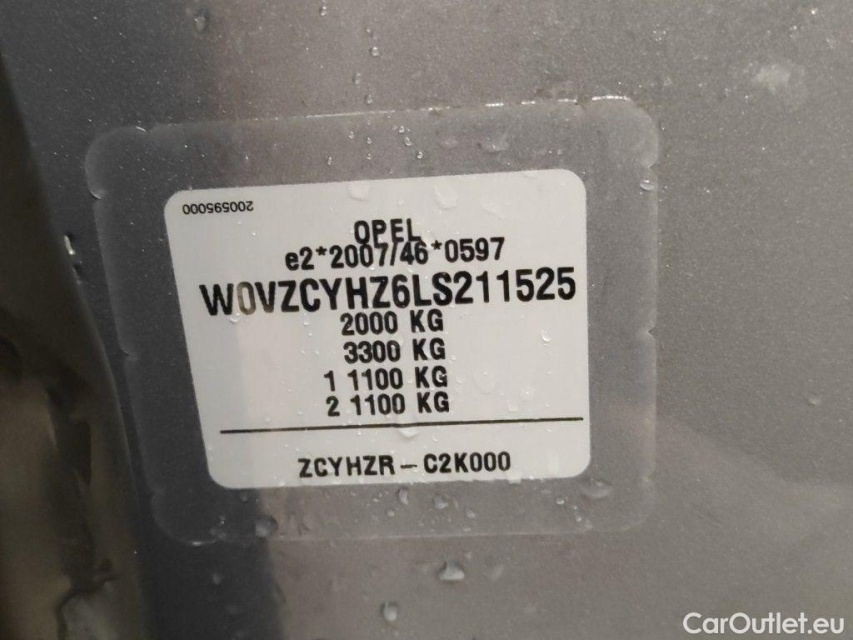 200595000
OPEL
e2*2007/46*0597
W0VZCYHZ6LS211525
2000 KG
3300 KG
1 1100 KG
2 1100 KG
ZCYHZR-C2K000
CarOutlet.eu